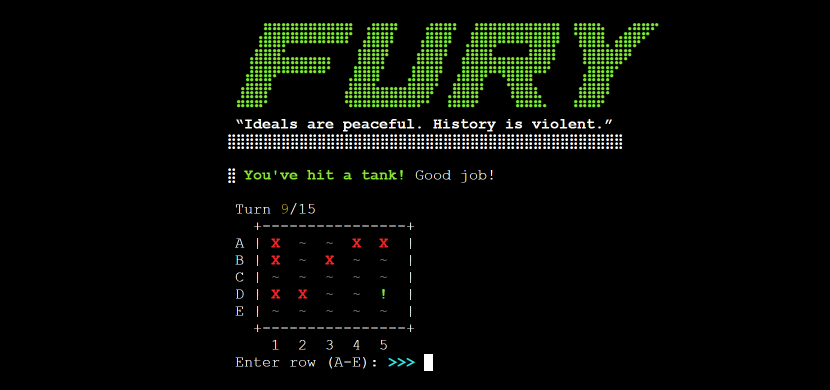 FURY
“Ideals are peaceful. History is violent.”
You've hit a tank! Good job!
Turn 9/15
+----------------+
A | X ~ ~ X X |
B | X ~ X ~ ~ |
C | ~ ~ ~ ~ ~ |
D | X X ~ ~ ! |
E | ~ ~ ~ ~ ~ |
+----------------+
1 2 3 4 5
Enter row (A-E): >>>